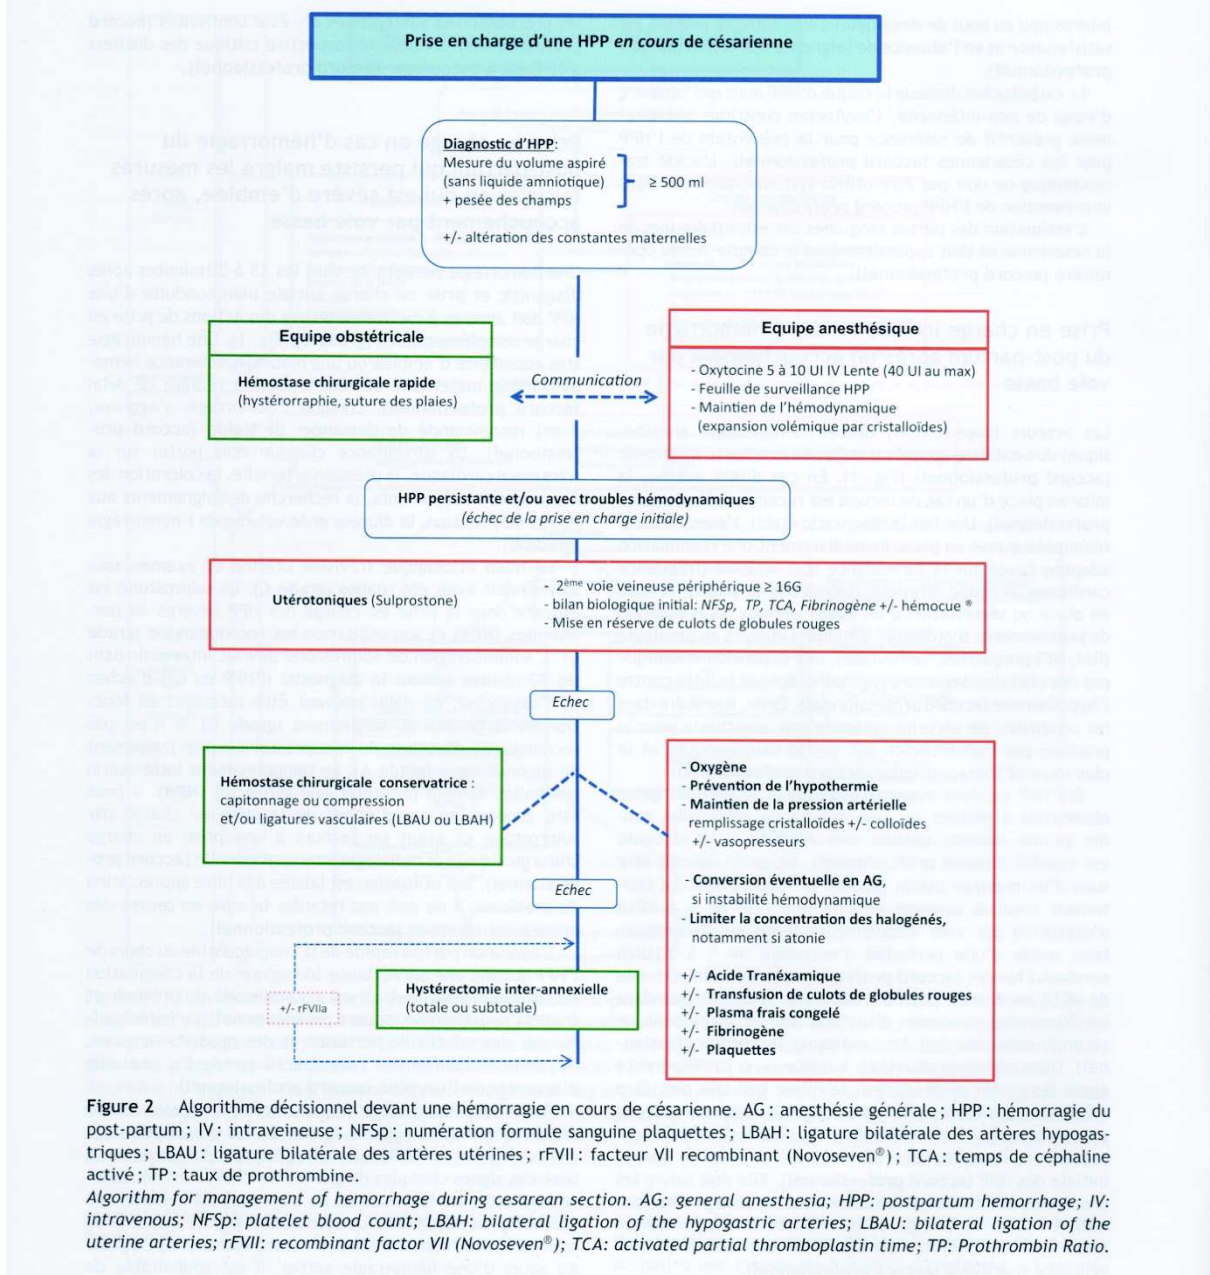 Prise en charge d'une HPP en cours de césarienne
Diagnostic d'HPP:
Mesure du volume aspiré
(sans liquide amniotique)
+ pesée des champs
≥ 500 ml
+/- altération des constantes maternelles
Equipe obstétricale
Hémostase chirurgicale rapide
(hystérorraphie, suture des plaies)
Communication
Equipe anesthésique
- Oxytocine 5 à 10 UI IV Lente (40 UI au max)
- Feuille de surveillance HPP
- Maintien de l'hémodynamique
(expansion volémique par cristalloïdes)
HPP persistante et/ou avec troubles hémodynamiques
(échec de la prise en charge initiale)
Utérotoniques (sulprostone)
- 2ème voie veineuse périphérique ≥ 16G
- bilan biologique initial: NFSp, TP, TCA, Fibrinogène +/- hémocue ®
- Mise en réserve de culots de globules rouges
Echec
Hémostase chirurgicale conservatrice :
capitonnage ou compression
et/ou ligatures vasculaires (LBAU ou LBAH)
- Oxygène
- Prévention de l'hypothermie
- Maintien de la pression artérielle :
remplissage cristalloïdes +/- colloïdes
+/- vasopresseurs
- Conversion éventuelle en AG,
si instabilité hémodynamique
- Limiter la concentration des halogénés,
notamment si atonie
+/- Acide Tranéxamique
+/- Transfusion de culots de globules rouges
+/- Plasma frais congelé
+/- Fibrinogène
+/- Plaquettes
Echec
+/- rFVIIa
Hystérectomie inter-annexielle
(totale ou subtotale)
Figure 2 Algorithme décisionnel devant une hémorragie en cours de césarienne. AG : anesthésie générale ; HPP : hémorragie du
post-partum ; IV : intraveineuse ; NFSp : numération formule sanguine plaquettes ; LBAH : ligature bilatérale des artères hypogas-
triques ; LBAU : ligature bilatérale des artères utérines ; rFVII : facteur VII recombinant (Novoseven®) ; TCA : temps de céphaline
activé ; TP : taux de prothrombine.
Algorithm for management of hemorrhage during cesarean section. AG: general anesthesia; HPP: postpartum hemorrhage; IV:
intravenous; NFSp: platelet blood count; LBAH: bilateral ligation of the hypogastric arteries; LBAU: bilateral ligation of the
uterine arteries; rFVII: recombinant factor VII (Novoseven®); TCA: activated partial thromboplastin time; TP: Prothrombin Ratio.